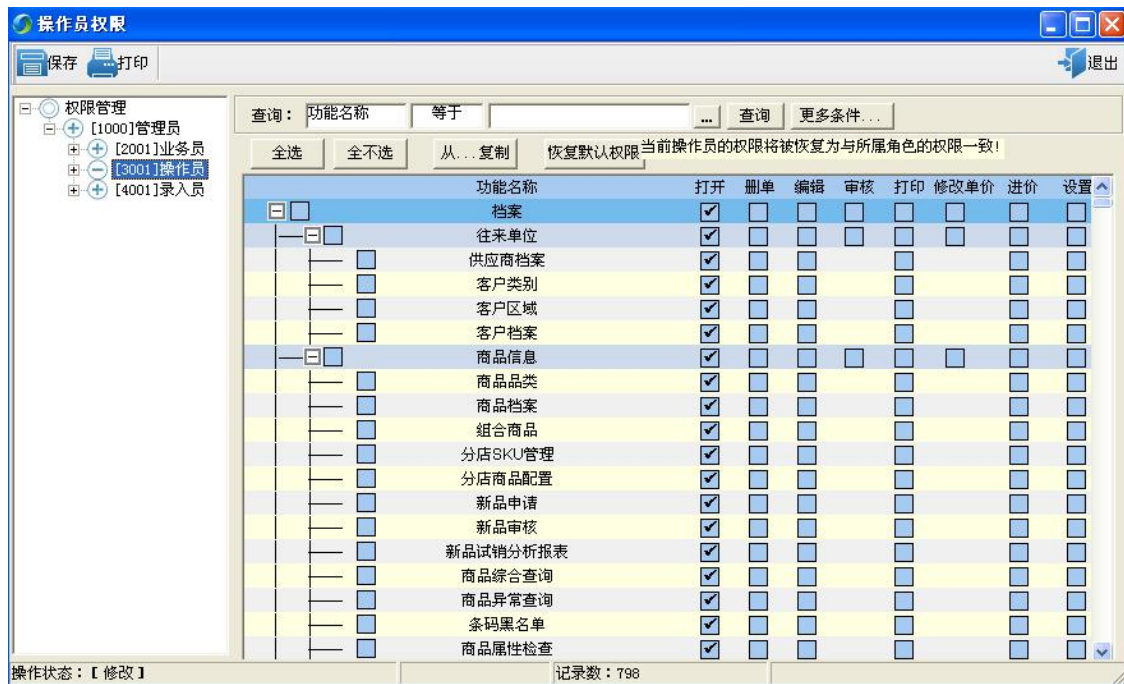 操作员权限
保存 打印 退出
权限管理
[1000]管理员
[2001]业务员
[3001]操作员
[4001]录入员
查询： 功能名称 等于 ... 查询 更多条件...
全选 全不选 从...复制 恢复默认权限 当前操作员的权限将被恢复为与所属角色的权限一致!
功能名称 打开 删单 编辑 审核 打印 修改单价 进价 设置
档案
往来单位
供应商档案
客户类别
客户区域
客户档案
商品信息
商品品类
商品档案
组合商品
分店SKU管理
分店商品配置
新品申请
新品审核
新品试销分析报表
商品综合查询
商品异常查询
条码黑名单
商品属性检查
操作状态：【 修改 】 记录数：798